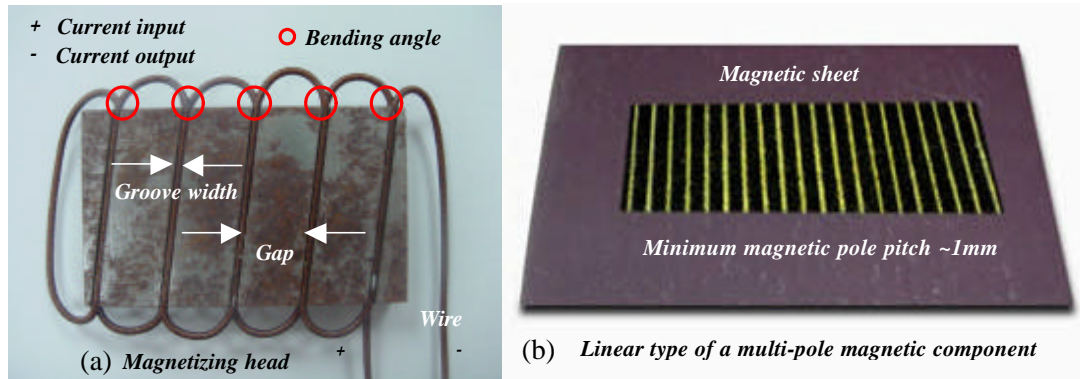 + Current input
- Current output
Bending angle
Groove width
Gap
Wire
(a) Magnetizing head
+ -
Magnetic sheet
Minimum magnetic pole pitch ~1mm
(b) Linear type of a multi-pole magnetic component